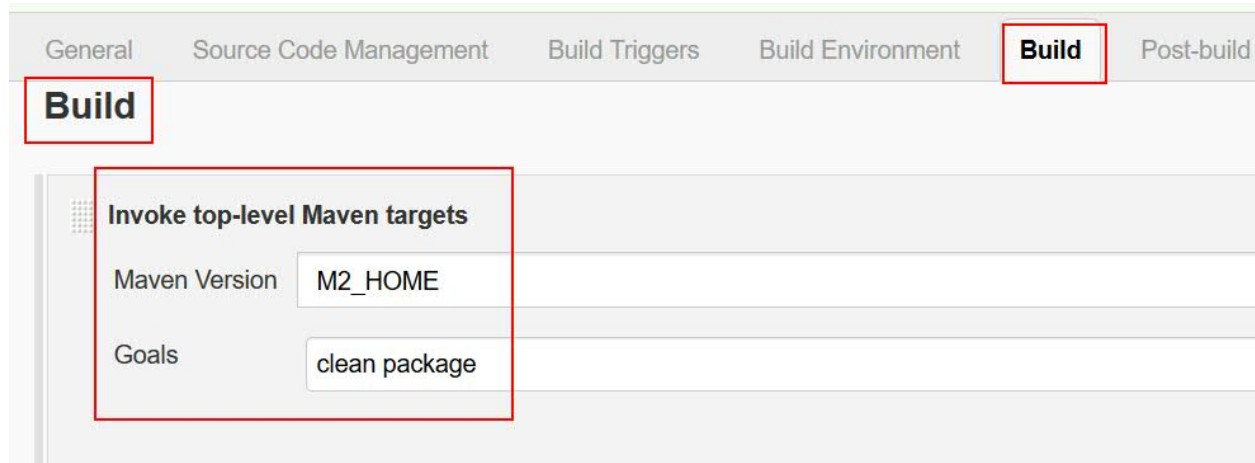 General Source Code Management Build Triggers Build Environment Build Post-build
Build
Invoke top-level Maven targets
Maven Version M2_HOME
Goals clean package